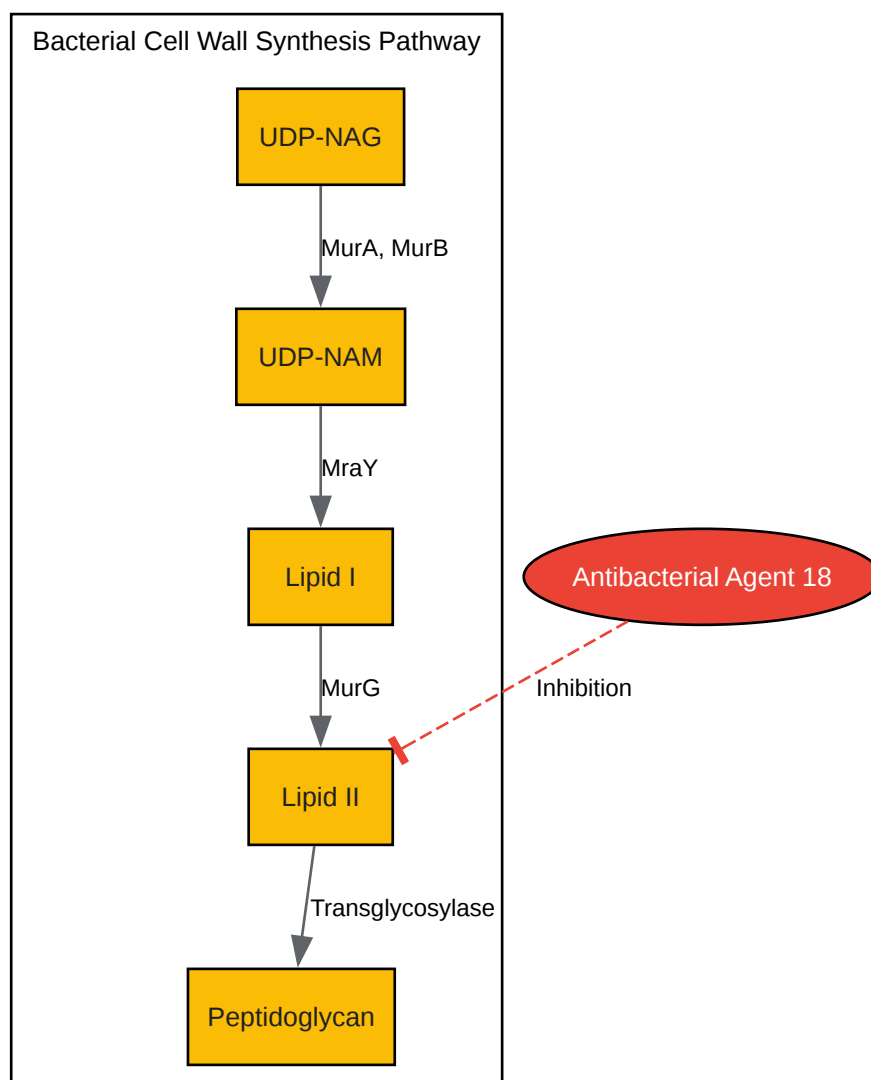 Bacterial Cell Wall Synthesis Pathway
UDP-NAG
MurA, MurB
UDP-NAM
MraY
Lipid I
Antibacterial Agent 18
MurG
Inhibition
Lipid II
Transglycosylase
Peptidoglycan